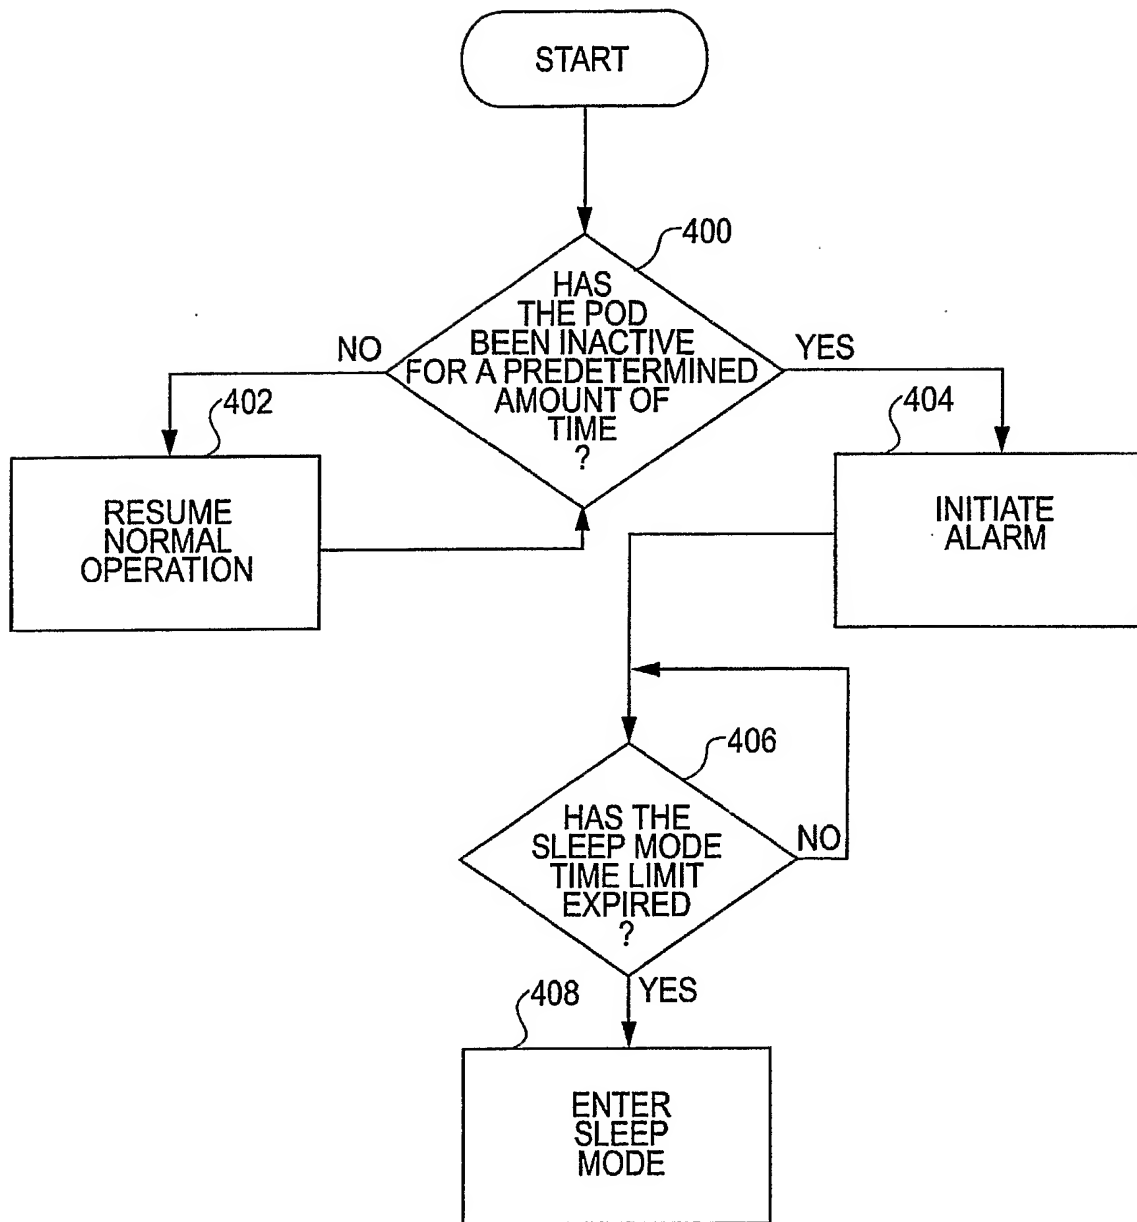 START
400
HAS
THE POD
BEEN INACTIVE
FOR A PREDETERMINED
AMOUNT OF
TIME
?
NO
YES
402
RESUME
NORMAL
OPERATION
404
INITIATE
ALARM
406
HAS THE
SLEEP MODE
TIME LIMIT
EXPIRED
?
NO
YES
408
ENTER
SLEEP
MODE